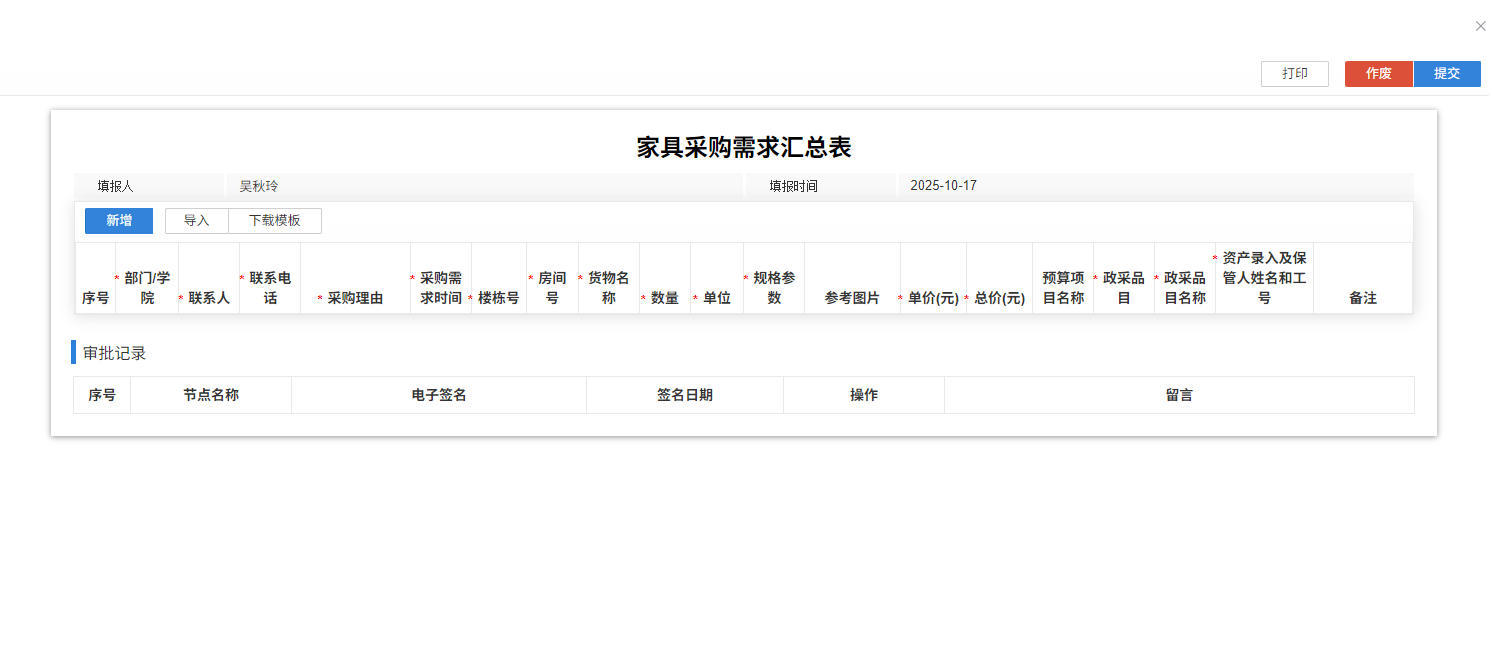 打印 作废 提交
家具采购需求汇总表
填报人 吴秋玲 填报时间 2025-10-17
新增 导入 下载模板
序号 * 部门/学院 * 联系人 * 联系电话 * 采购理由 * 采购需求时间 * 楼栋号 * 房间号 * 货物名称 * 数量 * 单位 * 规格参数 参考图片 * 单价(元) * 总价(元) 预算项目名称 * 政采品目 * 政采品目名称 * 资产录入及保管人姓名和工号 备注
审批记录
序号 节点名称 电子签名 签名日期 操作 留言